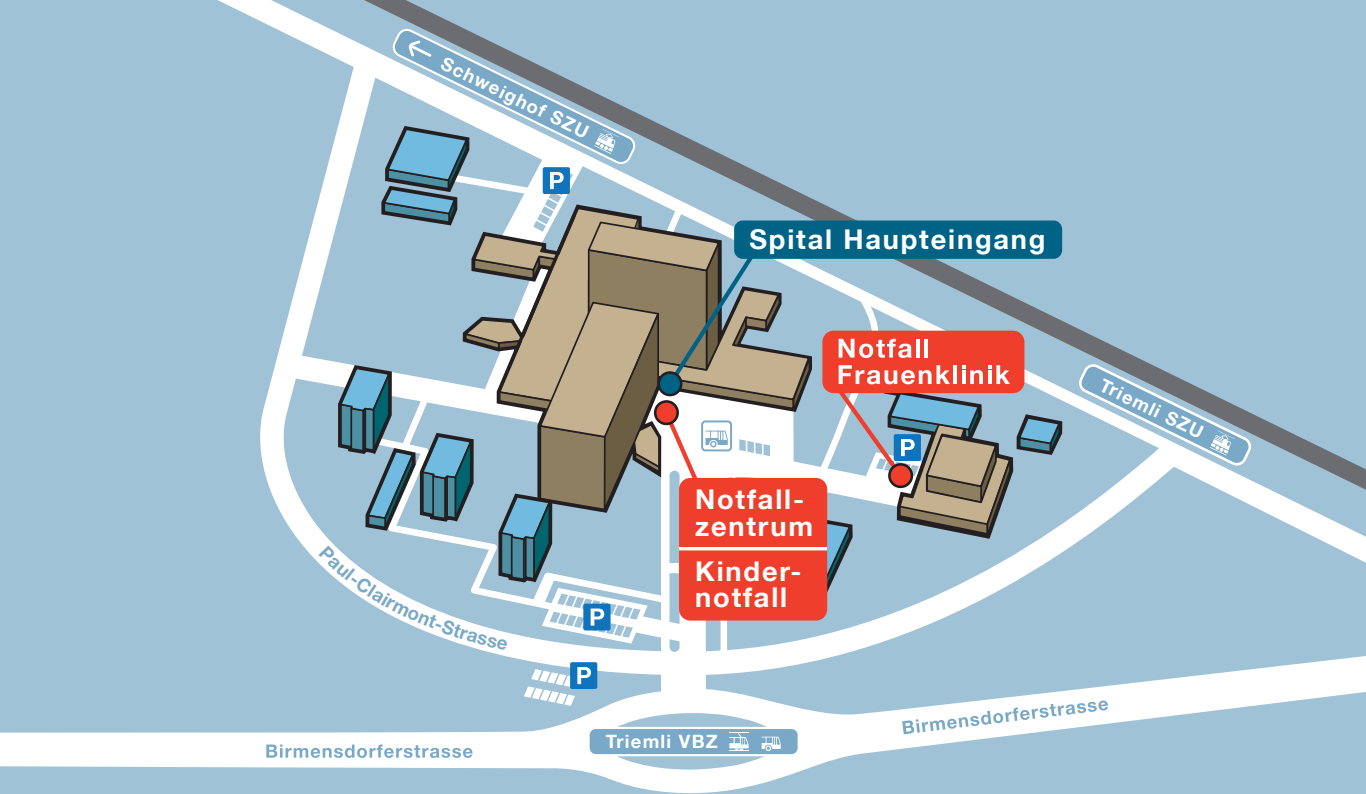 ← Schweighof SZU
P
Spital Haupteingang
Notfall
Frauenklinik
Triemli SZU
P
Notfall-
zentrum
Kinder-
notfall
Paul-Clairmont-Strasse
P
P
Birmensdorferstrasse
Triemli VBZ
Birmensdorferstrasse